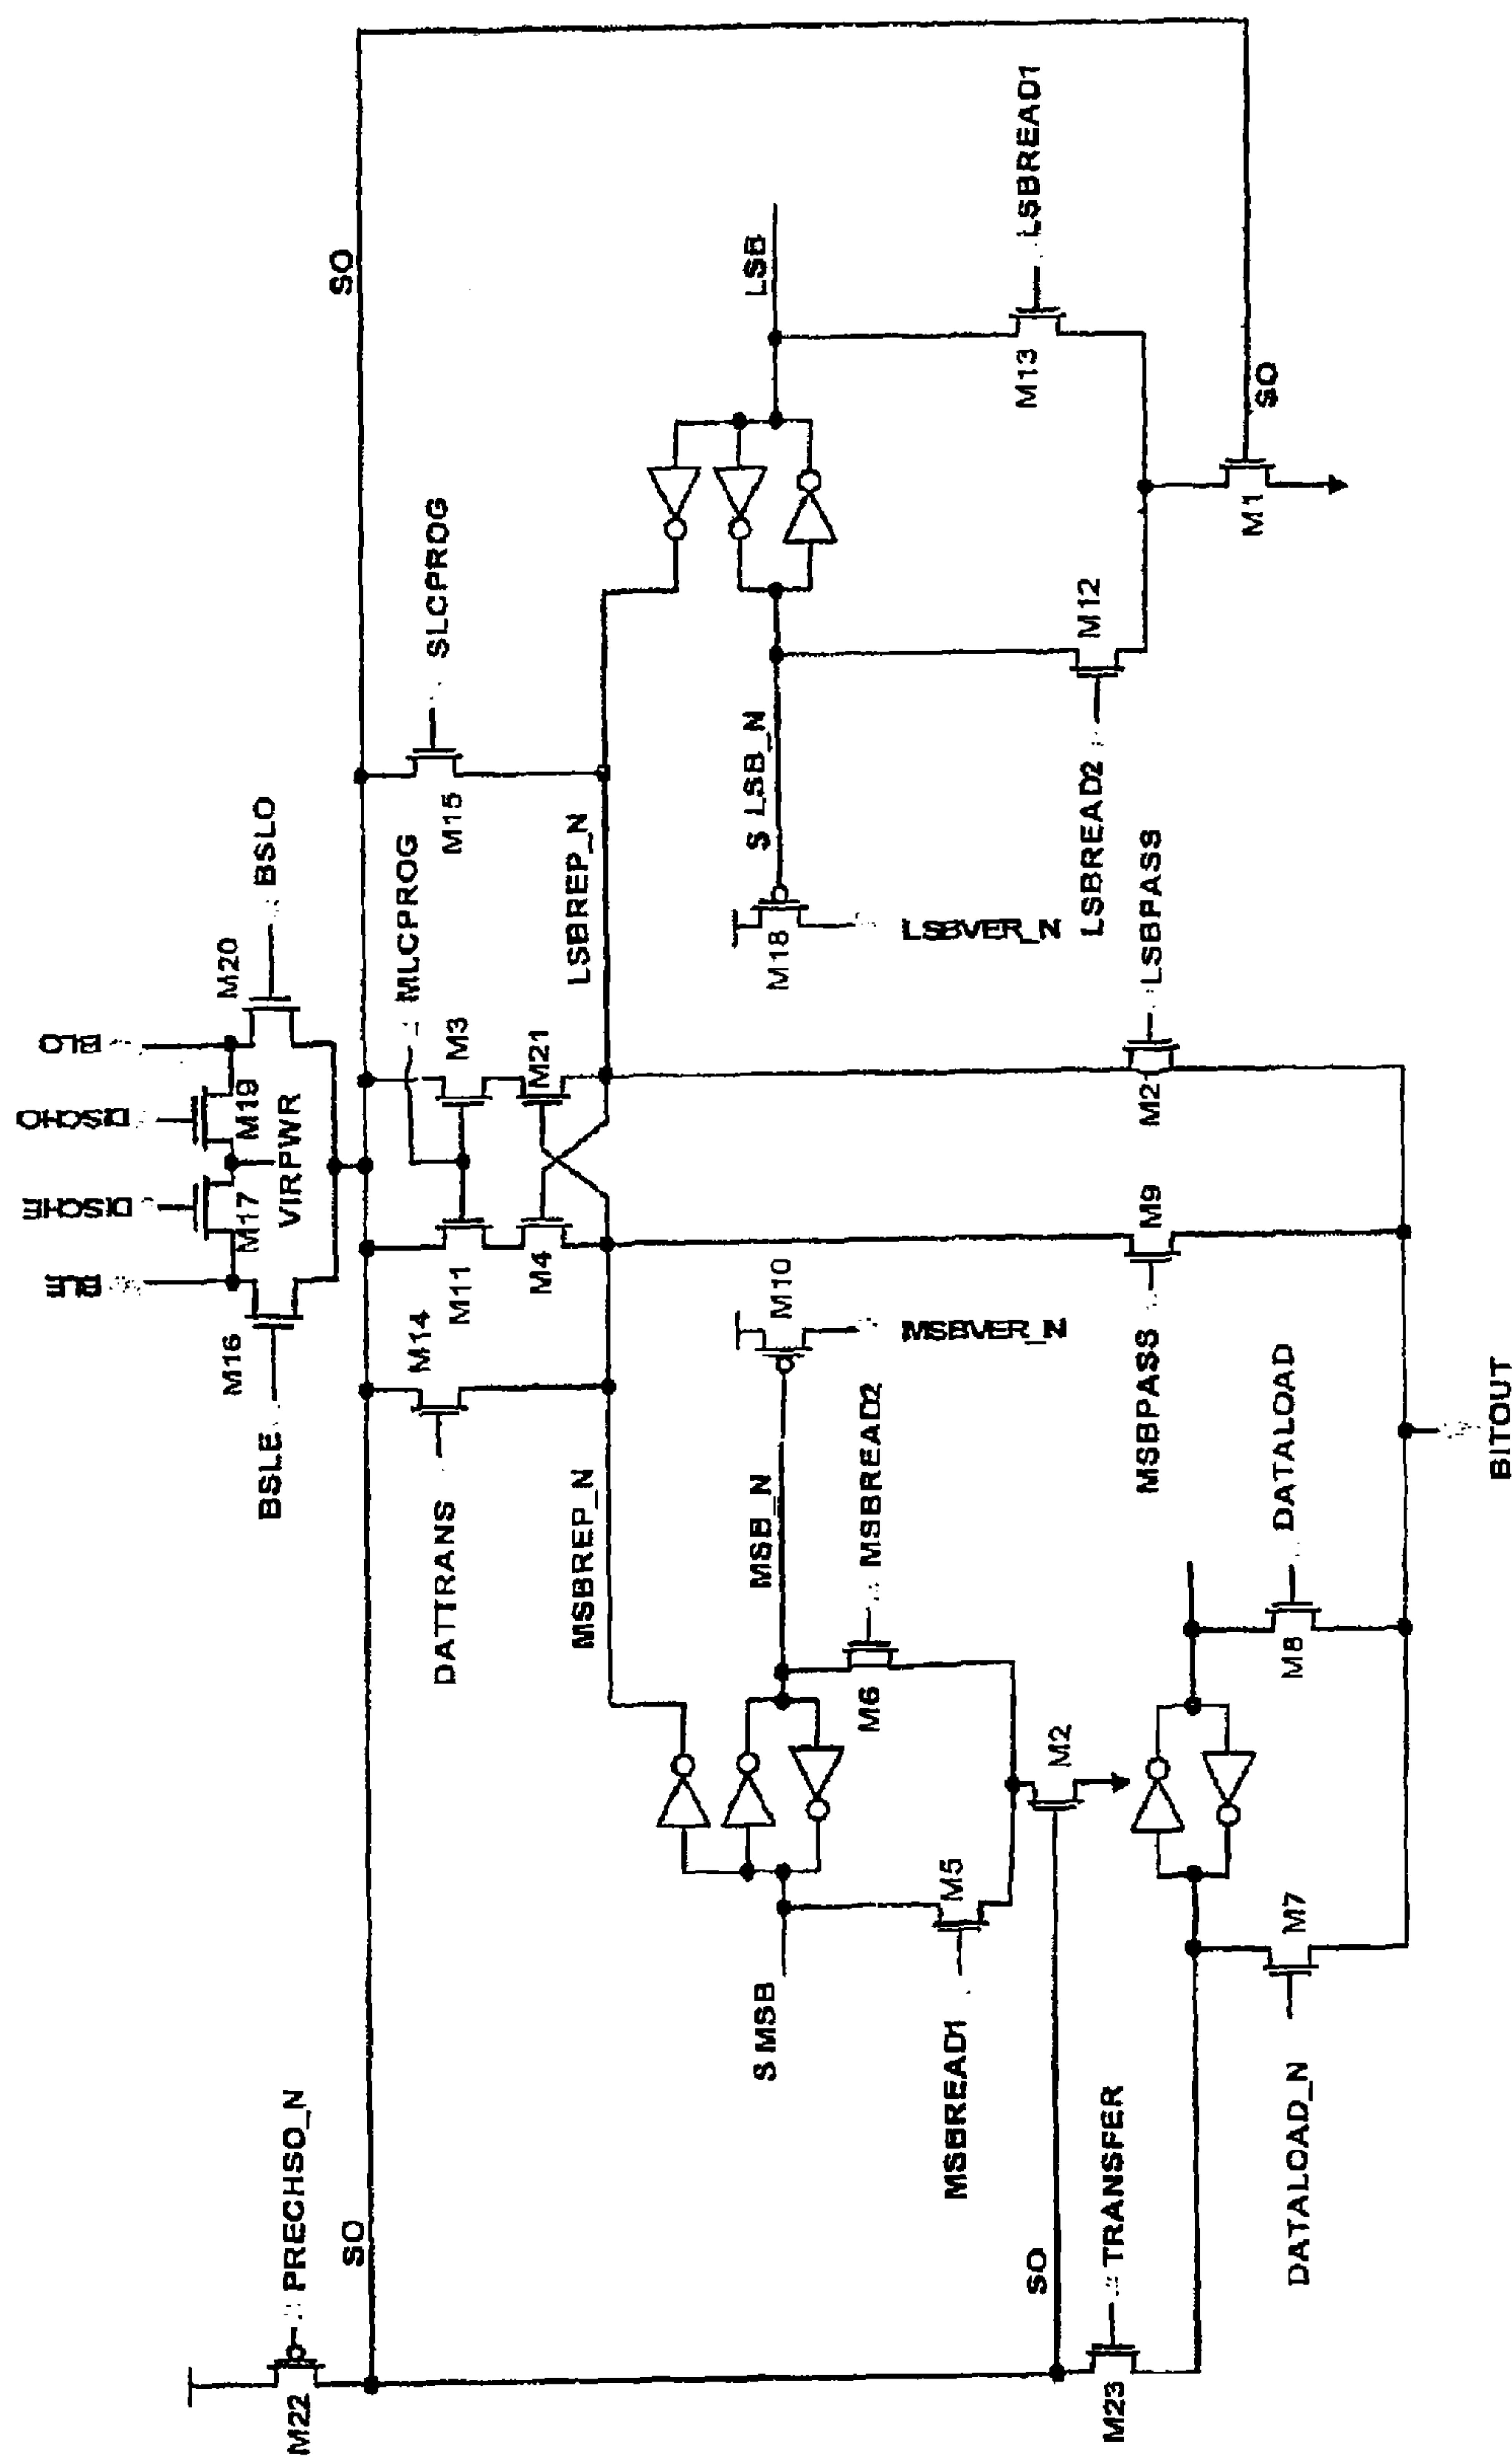 PRECHSO_N
M22
SO
BLE
DISCHE
DISCHO
BLO
M17
M19
VIRPWR
M16
M20
BSLE
BSLO
SO
DATTRANS
M14
M11
M4
MLCPROG
M3
M21
M15
SLCPROG
MSBREP_N
LSBREP_N
S MSB
MSB_N
M10
MSBVER_N
M18
LSBVER_N
S LSB_N
LSB
MSBREAD1
M5
M6
MSBREAD2
LSBREAD2
M12
M13
LSBREAD1
SO
M2
M1
SO
M23
TRANSFER
MSBPASS
M9
M2
LSBPASS
DATALOAD_N
M7
M8
DATALOAD
BITOUT